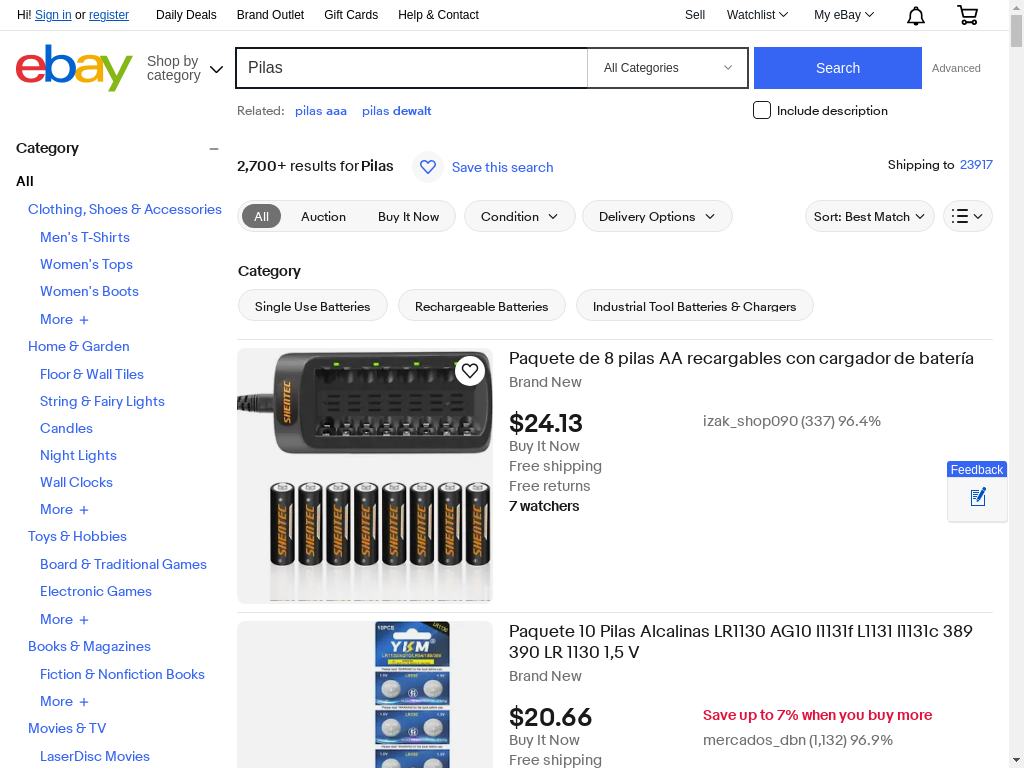 Hi! Sign in or register
Daily Deals
Brand Outlet
Gift Cards
Help & Contact
Sell
Watchlist
My eBay
ebay
Shop by category
Pilas
All Categories
Search
Advanced
Related: pilas aaa pilas dewalt
Include description
Category
All
Clothing, Shoes & Accessories
Men's T-Shirts
Women's Tops
Women's Boots
More +
Home & Garden
Floor & Wall Tiles
String & Fairy Lights
Candles
Night Lights
Wall Clocks
More +
Toys & Hobbies
Board & Traditional Games
Electronic Games
More +
Books & Magazines
Fiction & Nonfiction Books
More +
Movies & TV
LaserDisc Movies
2,700+ results for Pilas
Save this search
Shipping to 23917
All
Auction
Buy It Now
Condition
Delivery Options
Sort: Best Match
Category
Single Use Batteries
Rechargeable Batteries
Industrial Tool Batteries & Chargers
SHENTEC
SHENTEC SHENTEC SHENTEC SHENTEC SHENTEC SHENTEC SHENTEC SHENTEC
Paquete de 8 pilas AA recargables con cargador de batería
Brand New
$24.13
Buy It Now
Free shipping
Free returns
7 watchers
izak_shop090 (337) 96.4%
Feedback
10PCS
LR1130
Paquete 10 Pilas Alcalinas LR1130 AG10 l1131f L1131 l1131c 389
390 LR 1130 1,5 V
Brand New
$20.66
Buy It Now
Free shipping
Save up to 7% when you buy more
mercados_dbn (1,132) 96.9%